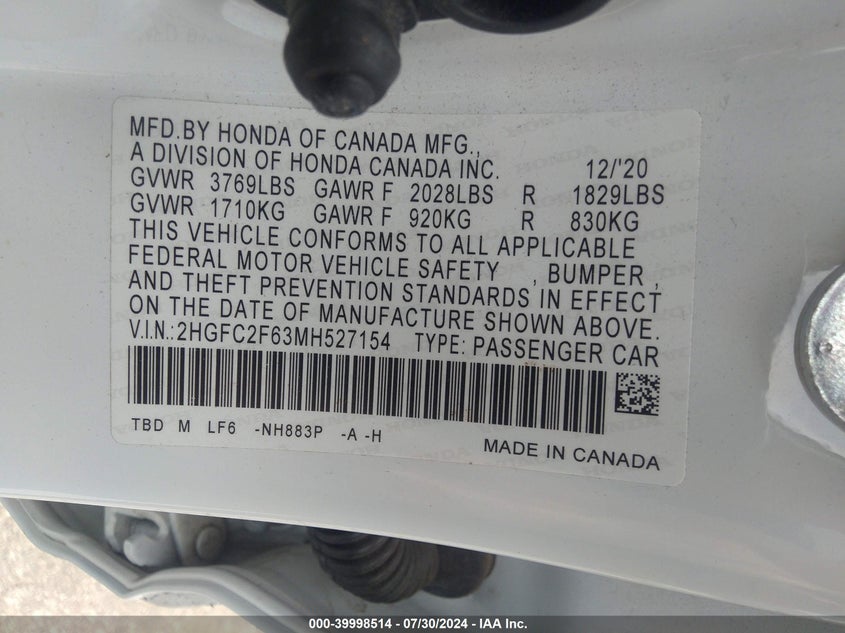 MFD.BY HONDA OF CANADA MFG.,
A DIVISION OF HONDA CANADA INC. 12/'20
GVWR 3769LBS GAWR F 2028LBS R 1829LBS
GVWR 1710KG GAWR F 920KG R 830KG
THIS VEHICLE CONFORMS TO ALL APPLICABLE
FEDERAL MOTOR VEHICLE SAFETY , BUMPER ,
AND THEFT PREVENTION STANDARDS IN EFFECT
ON THE DATE OF MANUFACTURE SHOWN ABOVE.
V.I.N.:2HGFC2F63MH527154 TYPE: PASSENGER CAR
TBD M LF6 -NH883P -A -H
MADE IN CANADA
000-39998514 / 07/30/2024 - IAA Inc.